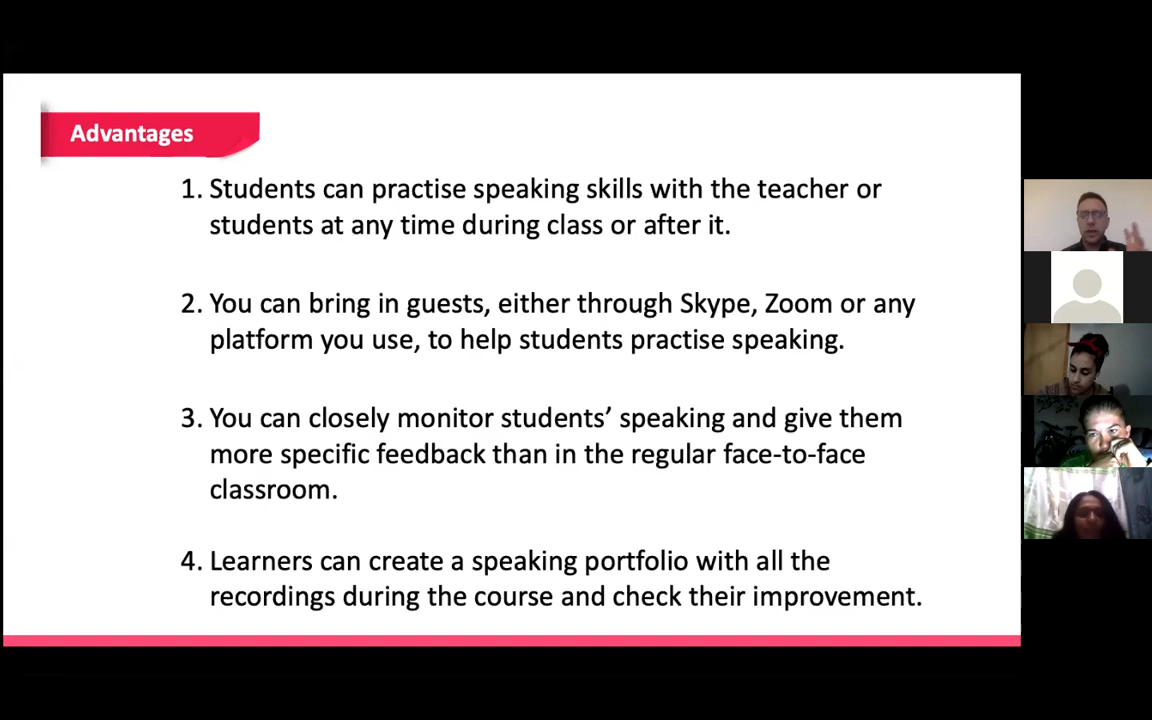 Advantages
1. Students can practise speaking skills with the teacher or
students at any time during class or after it.
2. You can bring in guests, either through Skype, Zoom or any
platform you use, to help students practise speaking.
3. You can closely monitor students’ speaking and give them
more specific feedback than in the regular face-to-face
classroom.
4. Learners can create a speaking portfolio with all the
recordings during the course and check their improvement.